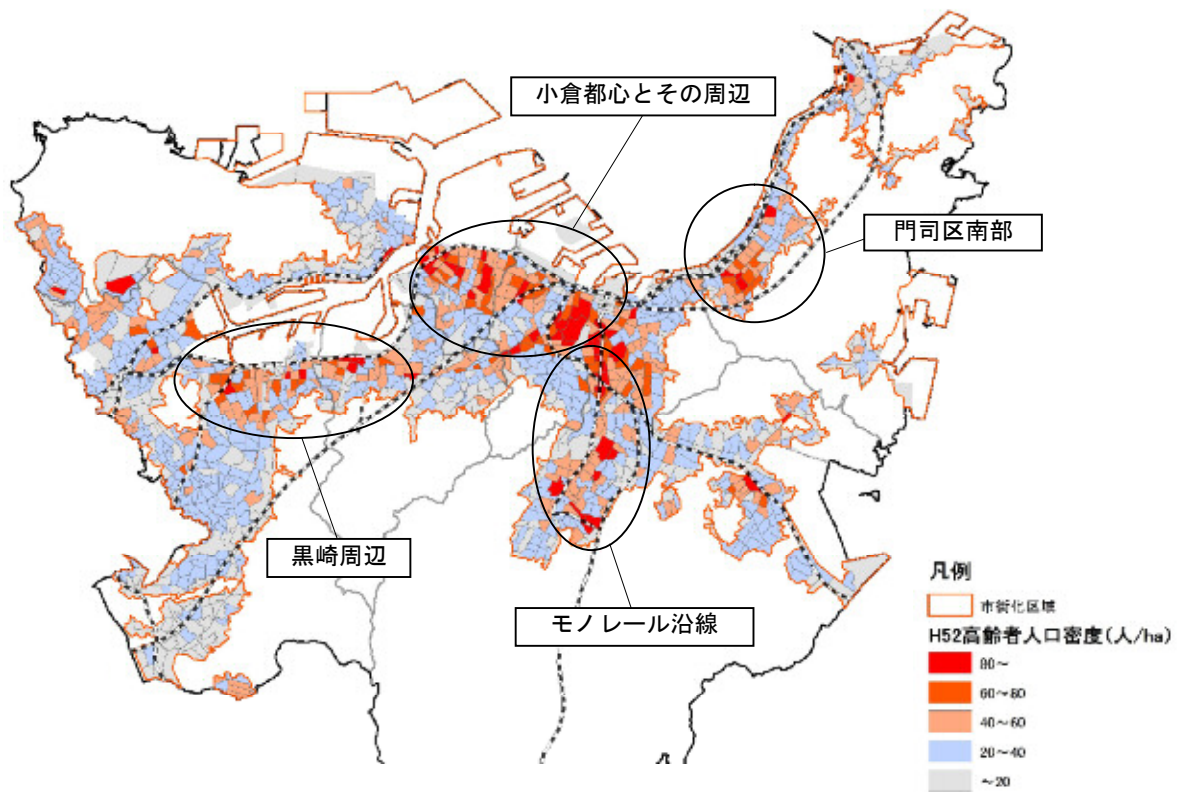 小倉都心とその周辺
門司区南部
黒崎周辺
モノレール沿線
凡例
市街化区域
H52高齢者人口密度(人/ha)
80～
60～80
40～60
20～40
～20